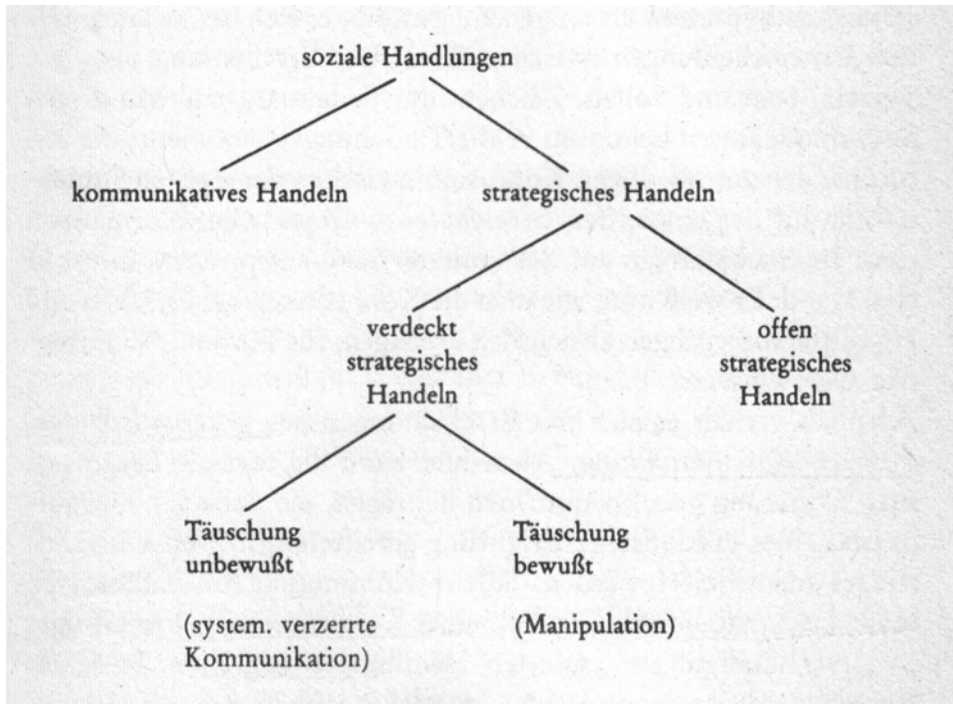 soziale Handlungen
kommunikatives Handeln
strategisches Handeln
verdeckt
strategisches
Handeln
offen
strategisches
Handeln
Täuschung
unbewußt
(system. verzerrte
Kommunikation)
Täuschung
bewußt
(Manipulation)